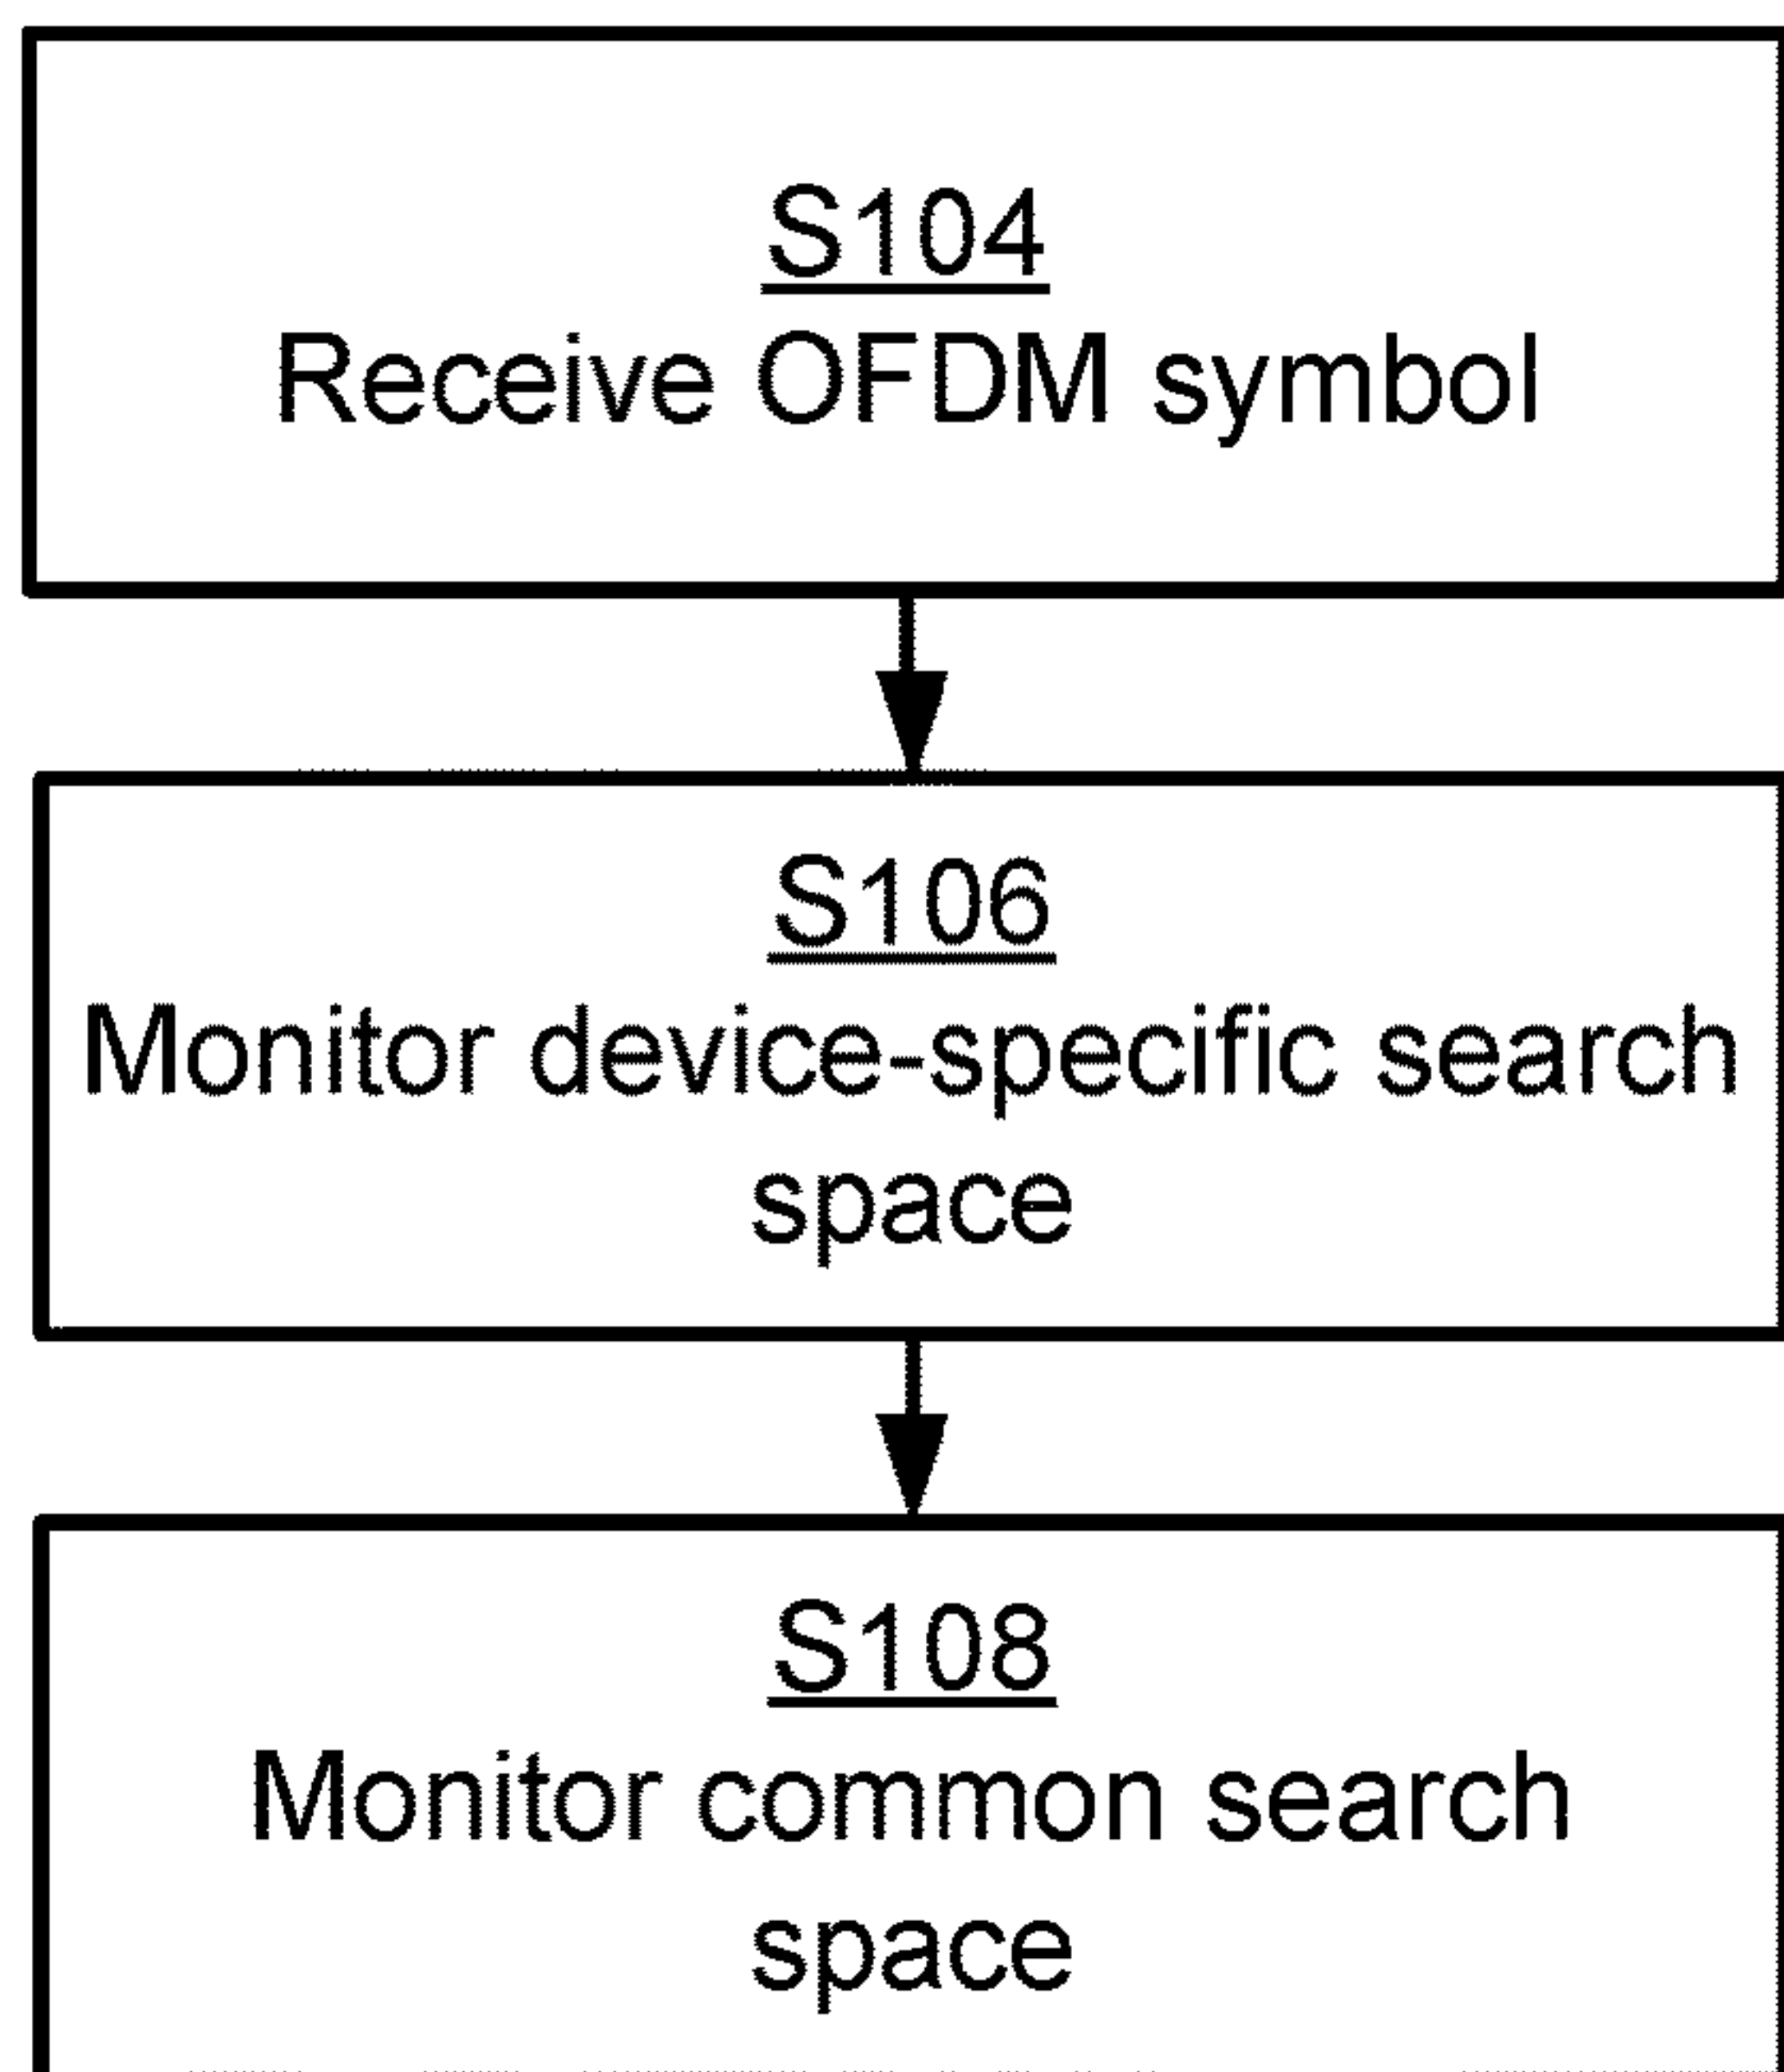 S104
Receive OFDM symbol
S106
Monitor device-specific search
space
S108
Monitor common search
space